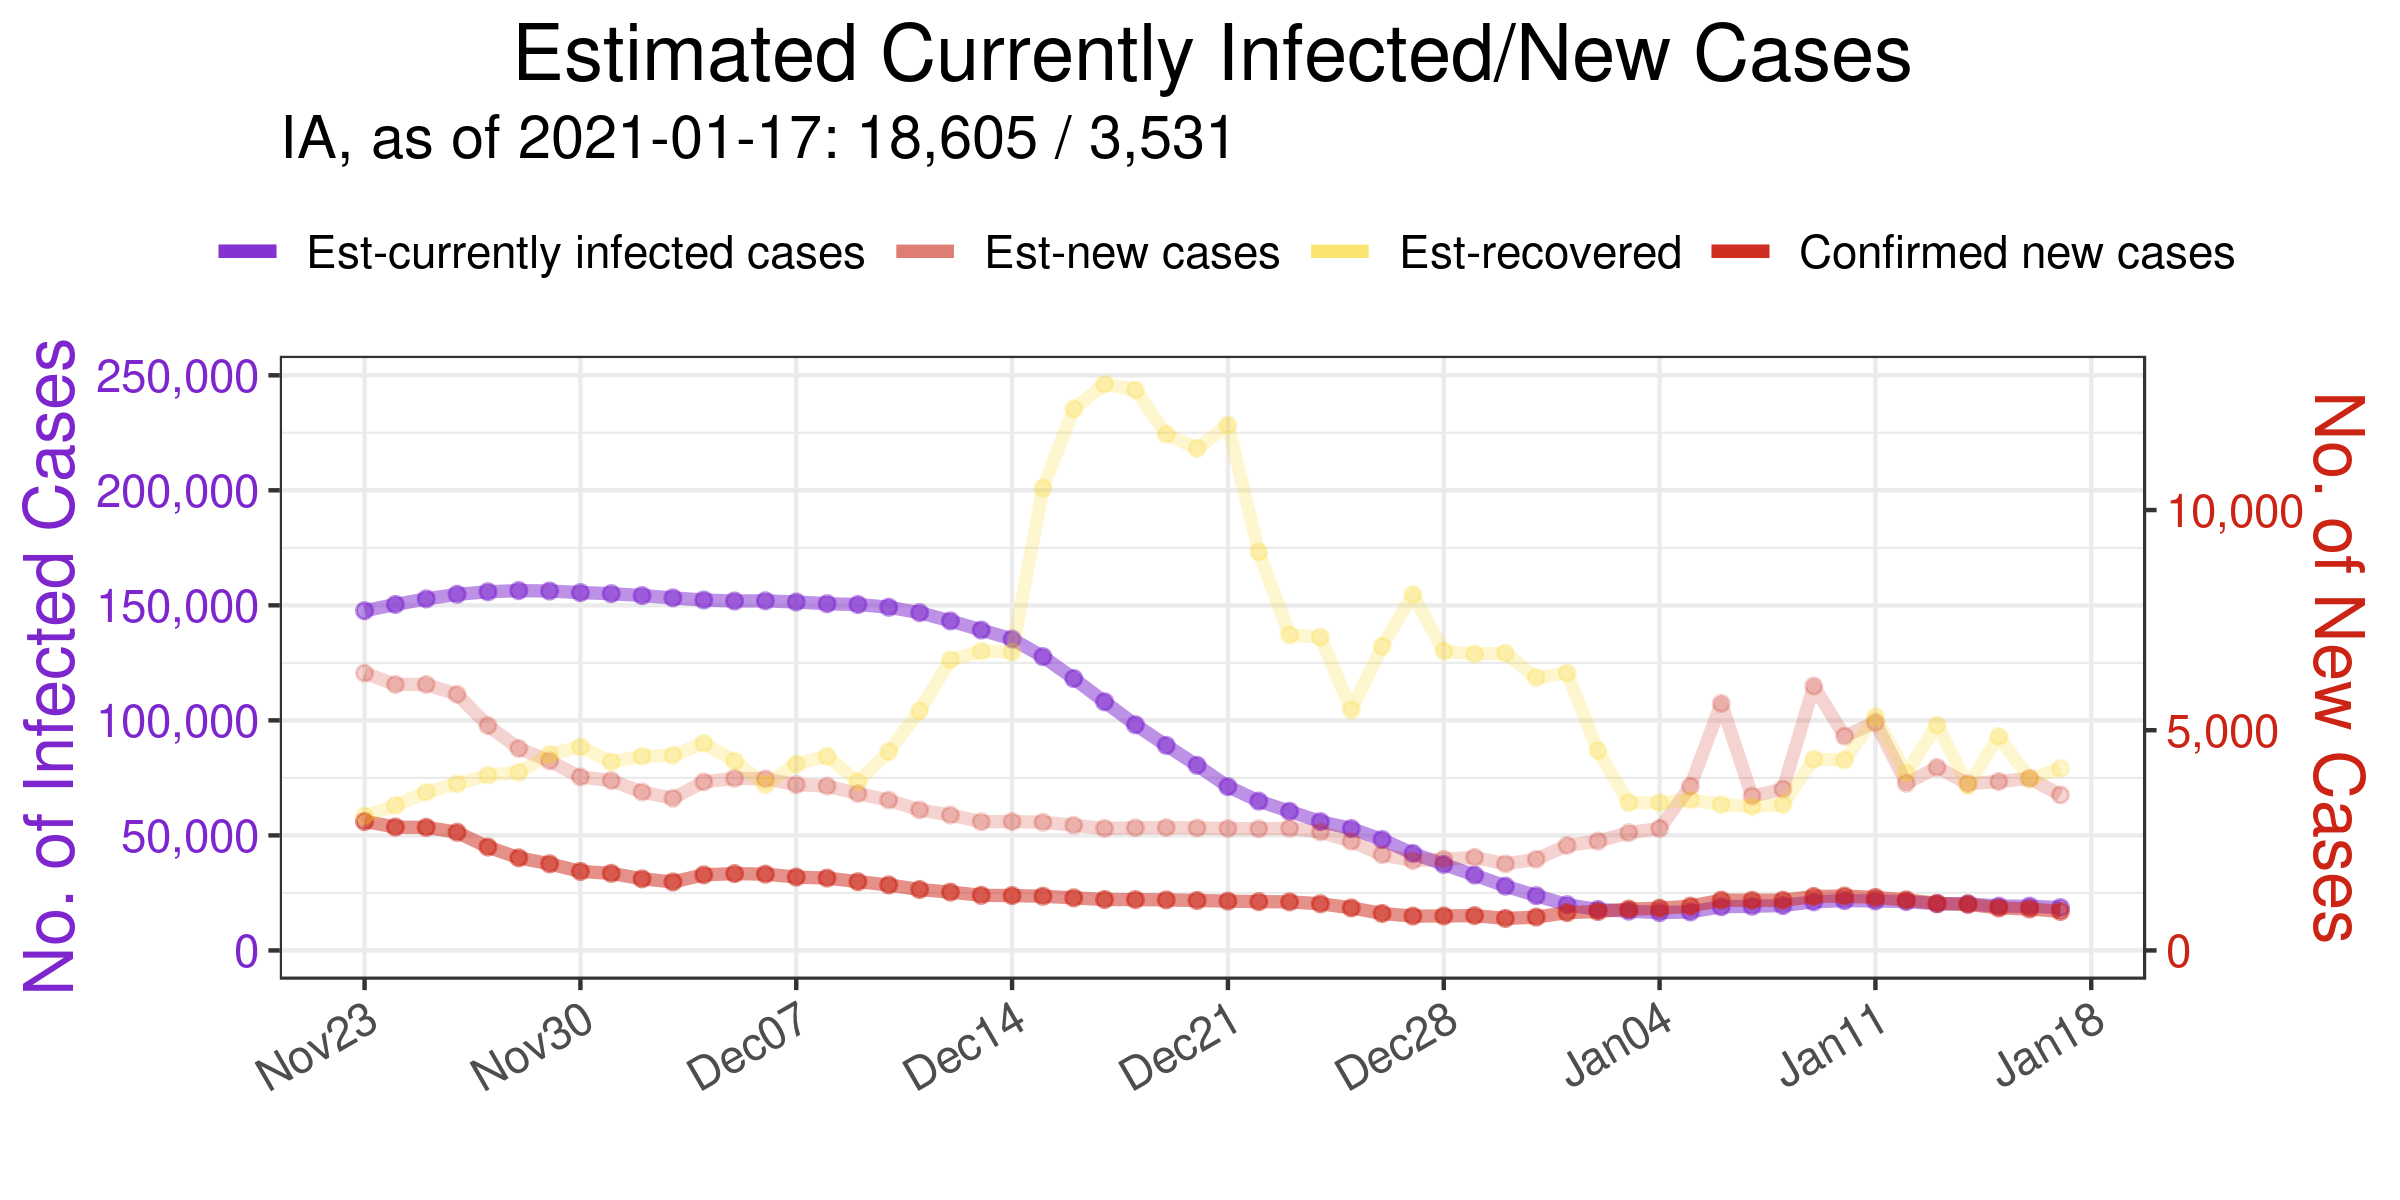 Estimated Currently Infected/New Cases
IA, as of 2021-01-17: 18,605 / 3,531
Est-currently infected cases Est-new cases Est-recovered Confirmed new cases
No. of Infected Cases
250,000
200,000
150,000
100,000
50,000
0
10,000
5,000
0
No. of New Cases
Nov23 Nov30 Dec07 Dec14 Dec21 Dec28 Jan04 Jan11 Jan18